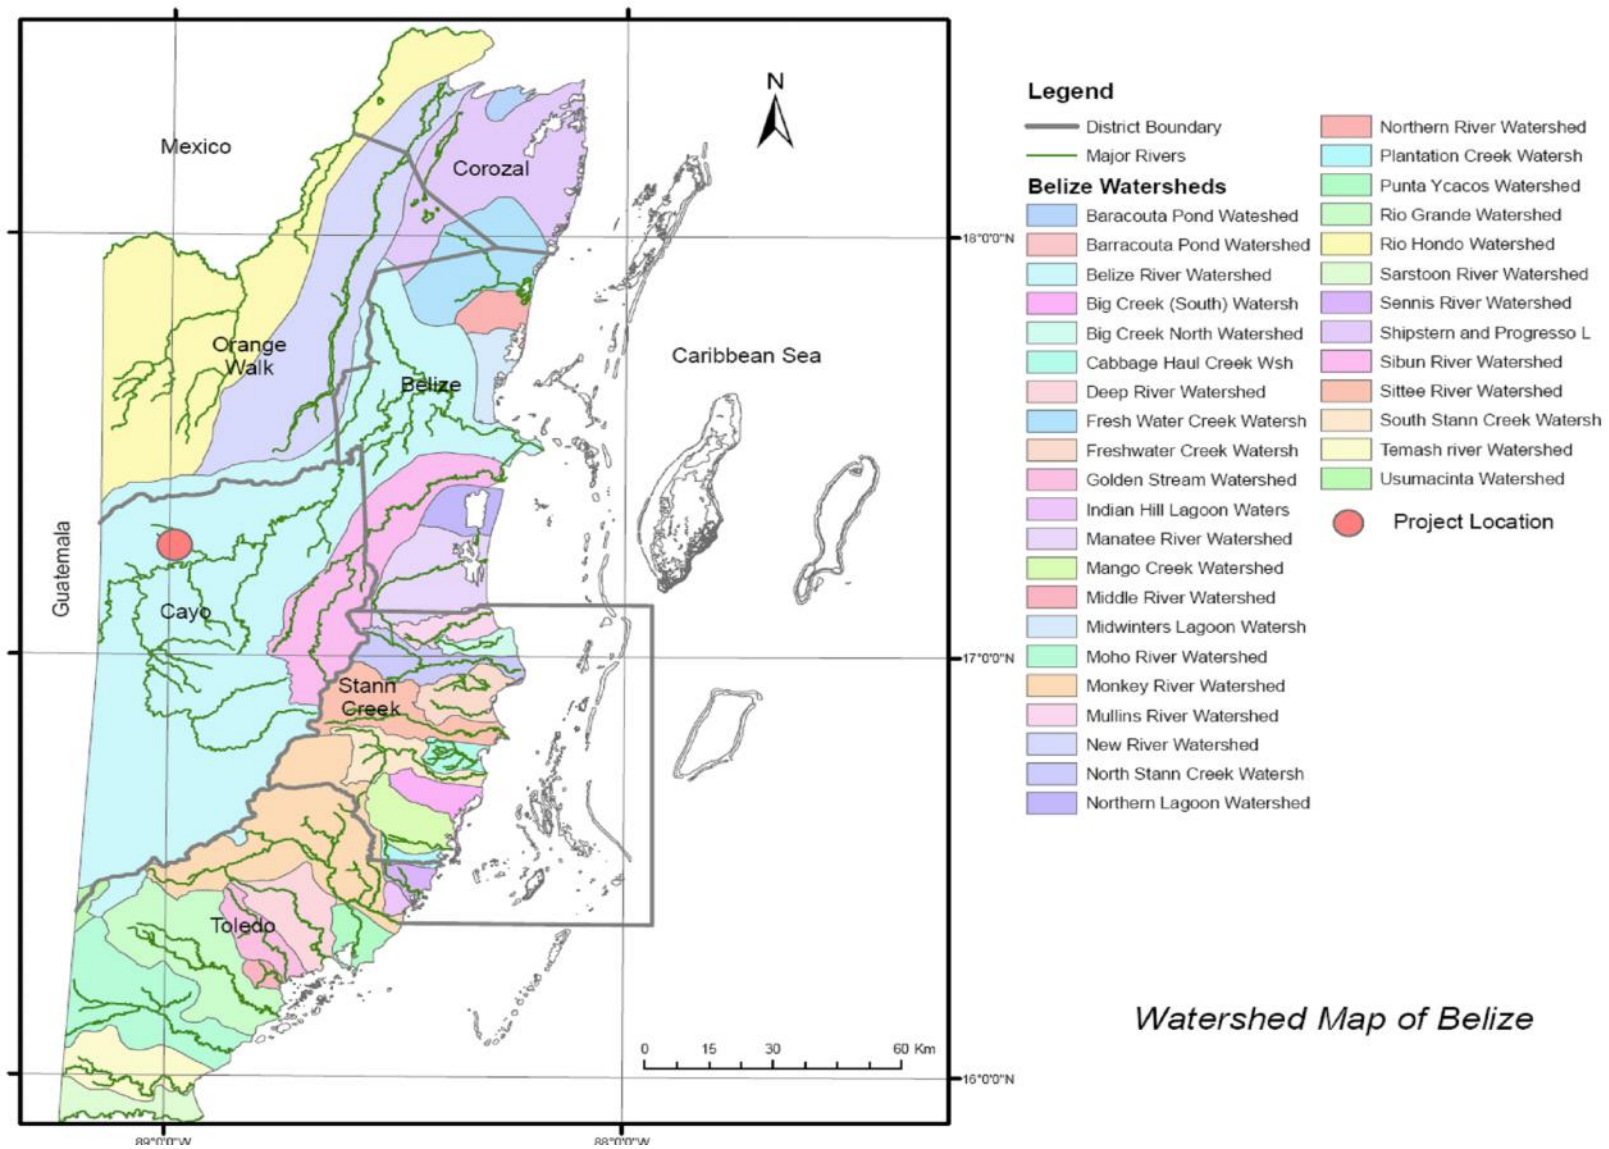 N
Mexico
Corozal
Orange
Walk
Belize
Caribbean Sea
Guatemala
Cayo
Stann
Creek
Toledo
18°0'0"N
17°0'0"N
16°0'0"N
89°0'0"W
88°0'0"W
0 15 30 60 Km
Legend
District Boundary
Major Rivers
Belize Watersheds
Baracouta Pond Wateshed
Barracouta Pond Watershed
Belize River Watershed
Big Creek (South) Watersh
Big Creek North Watershed
Cabbage Haul Creek Wsh
Deep River Watershed
Fresh Water Creek Watersh
Freshwater Creek Watersh
Golden Stream Watershed
Indian Hill Lagoon Waters
Manatee River Watershed
Mango Creek Watershed
Middle River Watershed
Midwinters Lagoon Watersh
Moho River Watershed
Monkey River Watershed
Mullins River Watershed
New River Watershed
North Stann Creek Watersh
Northern Lagoon Watershed
Northern River Watershed
Plantation Creek Watersh
Punta Ycacos Watershed
Rio Grande Watershed
Rio Hondo Watershed
Sarstoon River Watershed
Sennis River Watershed
Shipstern and Progresso L
Sibun River Watershed
Sittee River Watershed
South Stann Creek Watersh
Temash river Watershed
Usumacinta Watershed
Project Location
Watershed Map of Belize